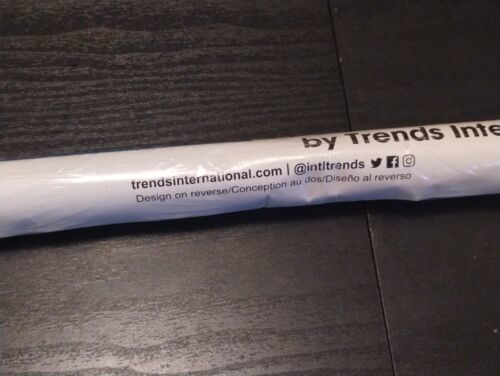 by Trends Inte
trendsinternational.com | @intltrends
Design on reverse/Conception au dos/Diseño al reverso